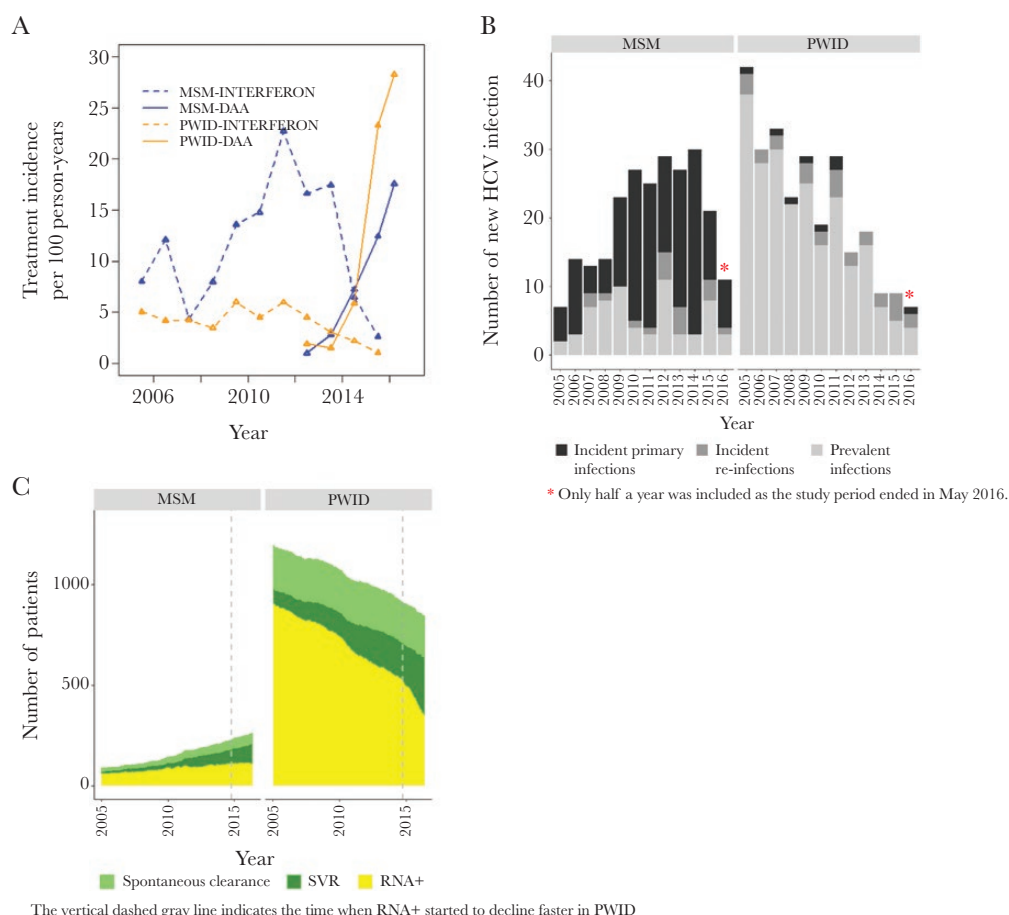 A
30
25
20
15
10
5
0
Treatment incidence
per 100 person-years
MSM-INTERFERON
MSM-DAA
PWID-INTERFERON
PWID-DAA
2006
2010
2014
Year
B
MSM
PWID
40
30
20
10
0
Number of new HCV infection
*
*
2005
2006
2007
2008
2009
2010
2011
2012
2013
2014
2015
2016
2005
2006
2007
2008
2009
2010
2011
2012
2013
2014
2015
2016
Year
Incident primary
infections
Incident
re-infections
Prevalent
infections
* Only half a year was included as the study period ended in May 2016.
C
MSM
PWID
1000
500
0
Number of patients
2005
2010
2015
2005
2010
2015
Year
Spontaneous clearance
SVR
RNA+
The vertical dashed gray line indicates the time when RNA+ started to decline faster in PWID